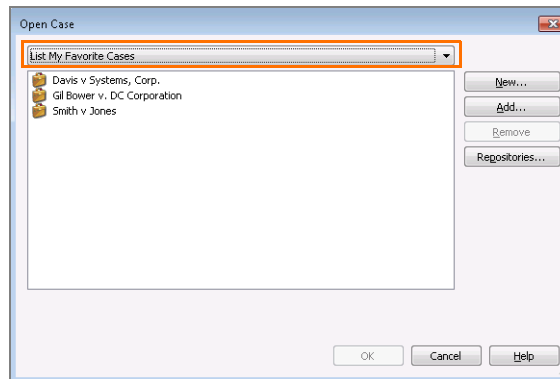 Open Case
List My Favorite Cases
Davis v Systems, Corp.
Gil Bower v. DC Corporation
Smith v Jones
New...
Add...
Remove
Repositories...
OK
Cancel
Help